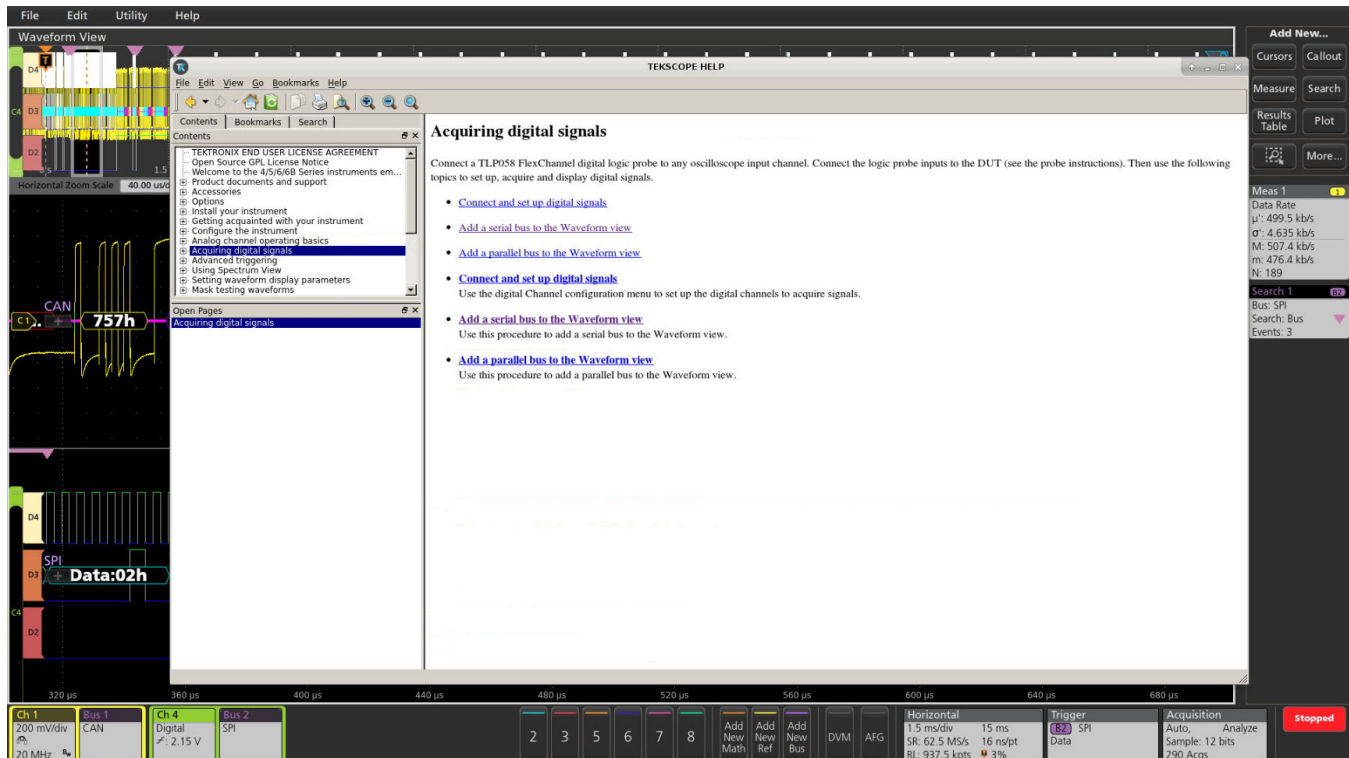 File Edit Utility Help
Waveform View
Add New...
Cursors Callout
Measure Search
Results Table Plot
More...
TEKSCOPE HELP
File Edit View Go Bookmarks Help
Contents Bookmarks Search
Contents
TEKTRONIX END USER LICENSE AGREEMENT
Open Source GPL License Notice
Welcome to the 4/5/6/6B Series instruments em...
Product documents and support
Accessories
Options
Install your instrument
Getting acquainted with your instrument
Configure the instrument
Analog channel operating basics
Acquiring digital signals
Advanced triggering
Using Spectrum View
Setting waveform display parameters
Mask testing waveforms
Open Pages
Acquiring digital signals
Acquiring digital signals
Connect a TLP058 FlexChannel digital logic probe to any oscilloscope input channel. Connect the logic probe inputs to the DUT (see the probe instructions). Then use the following
topics to set up, acquire and display digital signals.
Connect and set up digital signals
Add a serial bus to the Waveform view
Add a parallel bus to the Waveform view
Connect and set up digital signals
Use the digital Channel configuration menu to set up the digital channels to acquire signals.
Add a serial bus to the Waveform view
Use this procedure to add a serial bus to the Waveform view.
Add a parallel bus to the Waveform view
Use this procedure to add a parallel bus to the Waveform view.
T
D4
C4 D3
D2
1.5
Horizontal Zoom Scale 40.00 us/
CAN
C1 757h
D4
SPI
D3 + Data:02h
C4
D2
320 µs 360 µs 400 µs 440 µs 480 µs 520 µs 560 µs 600 µs 640 µs 680 µs
Meas 1 1
Data Rate
µ': 499.5 kb/s
σ': 4.635 kb/s
M: 507.4 kb/s
m: 476.4 kb/s
N: 189
Search 1 B2
Bus: SPI
Search: Bus
Events: 3
Ch 1
200 mV/div
20 MHz Bw
Bus 1
CAN
Ch 4
Digital
: 2.15 V
Bus 2
SPI
2 3 5 6 7 8
Add New Math
Add New Ref
Add New Bus
DVM AFG
Horizontal
1.5 ms/div 15 ms
SR: 62.5 MS/s 16 ns/pt
RL: 937.5 kpts 3%
Trigger
B2 SPI
Data
Acquisition
Auto, Analyze
Sample: 12 bits
290 Acqs
Stopped